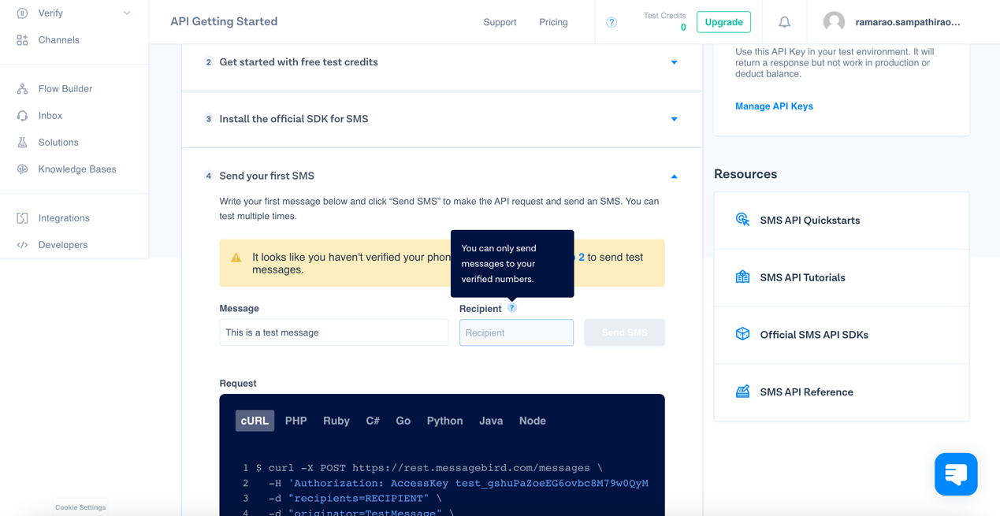 Verify
Channels
Flow Builder
Inbox
Solutions
Knowledge Bases
Integrations
Developers
Cookie Settings
API Getting Started
Support
Pricing
?
Test Credits
0
Upgrade
ramarao.sampathirao...
2 Get started with free test credits
3 Install the official SDK for SMS
4 Send your first SMS
Write your first message below and click “Send SMS” to make the API request and send an SMS. You can
test multiple times.
It looks like you haven't verified your phon
2 to send test
messages.
You can only send
messages to your
verified numbers.
Message
This is a test message
Recipient ?
Recipient
Send SMS
Request
cURL PHP Ruby C# Go Python Java Node
1 $ curl -X POST https://rest.messagebird.com/messages \
2 -H 'Authorization: AccessKey test_gshuPaZoeEG6ovbc8M79w0QyM
3 -d "recipients=RECIPIENT" \
4 -d "originator=TestMessage" \
Use this API Key in your test environment. It will
return a response but not work in production or
deduct balance.
Manage API Keys
Resources
SMS API Quickstarts
SMS API Tutorials
Official SMS API SDKs
SMS API Reference